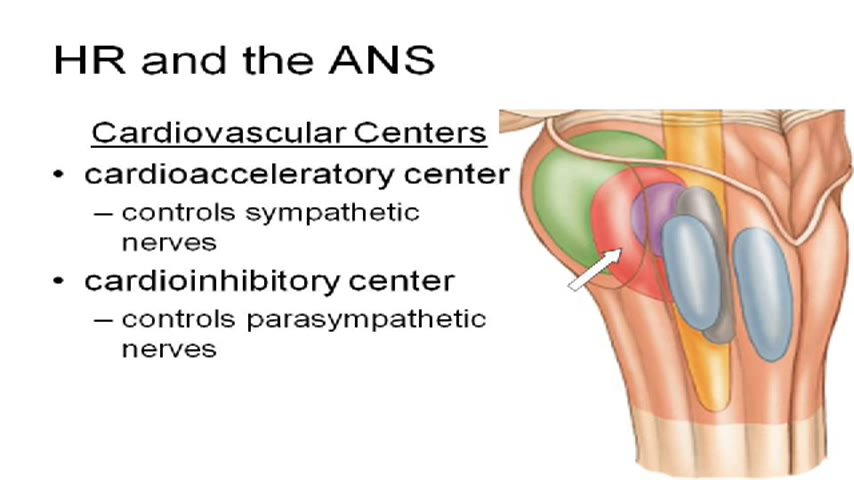 HR and the ANS
Cardiovascular Centers
• cardioacceleratory center
– controls sympathetic
nerves
• cardioinhibitory center
– controls parasympathetic
nerves